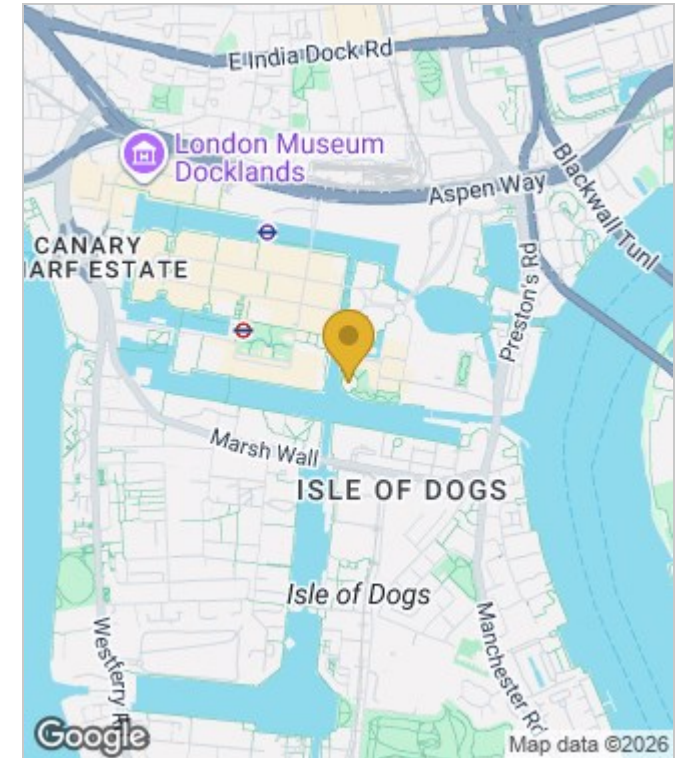 E India Dock Rd
London Museum
Docklands
Aspen Way
Blackwall Tunl
CANARY
ARF ESTATE
Preston's Rd
Marsh Wall
ISLE OF DOGS
Isle of Dogs
Westferry R
Manchester Rd
Google
Map data ©2026